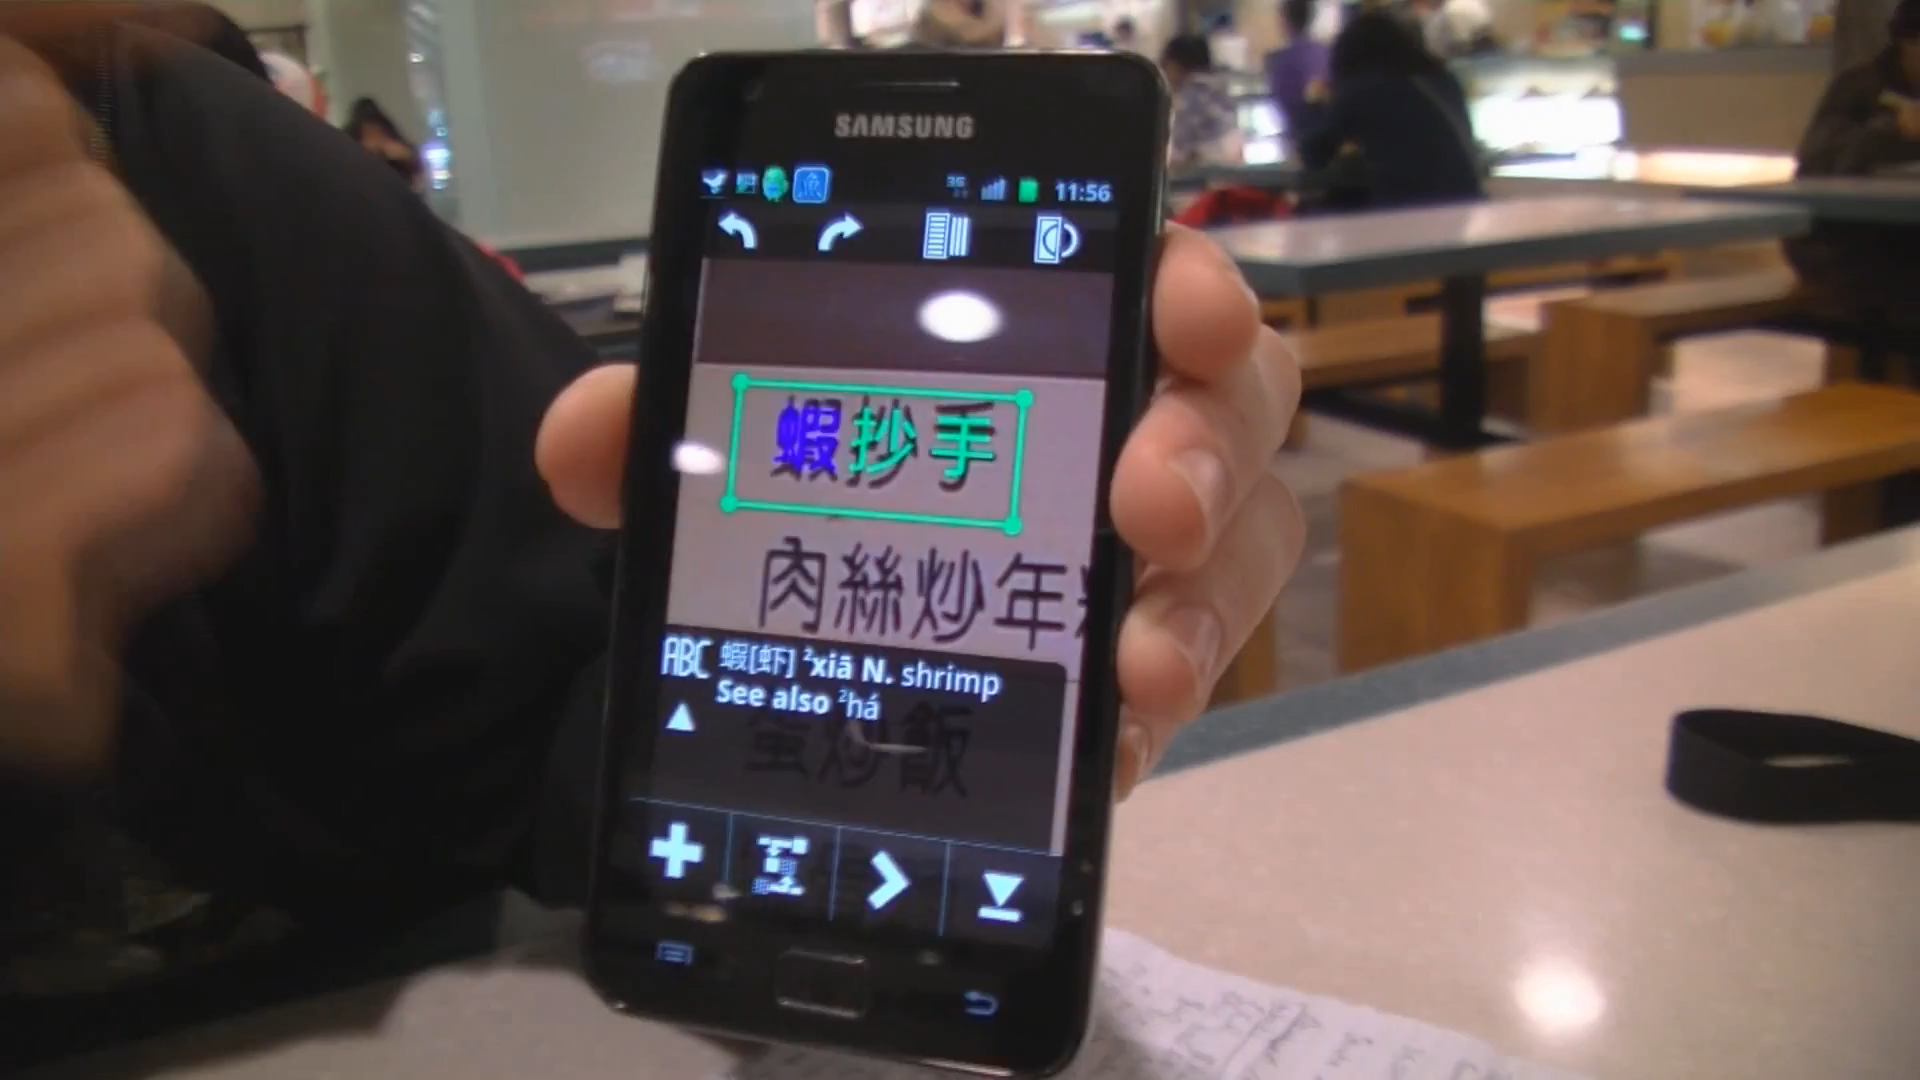 SAMSUNG
3G 11:56
蝦抄手
肉絲炒年
ABC 蝦[虾] ²xiā N. shrimp
See also ²há
蛋炒飯